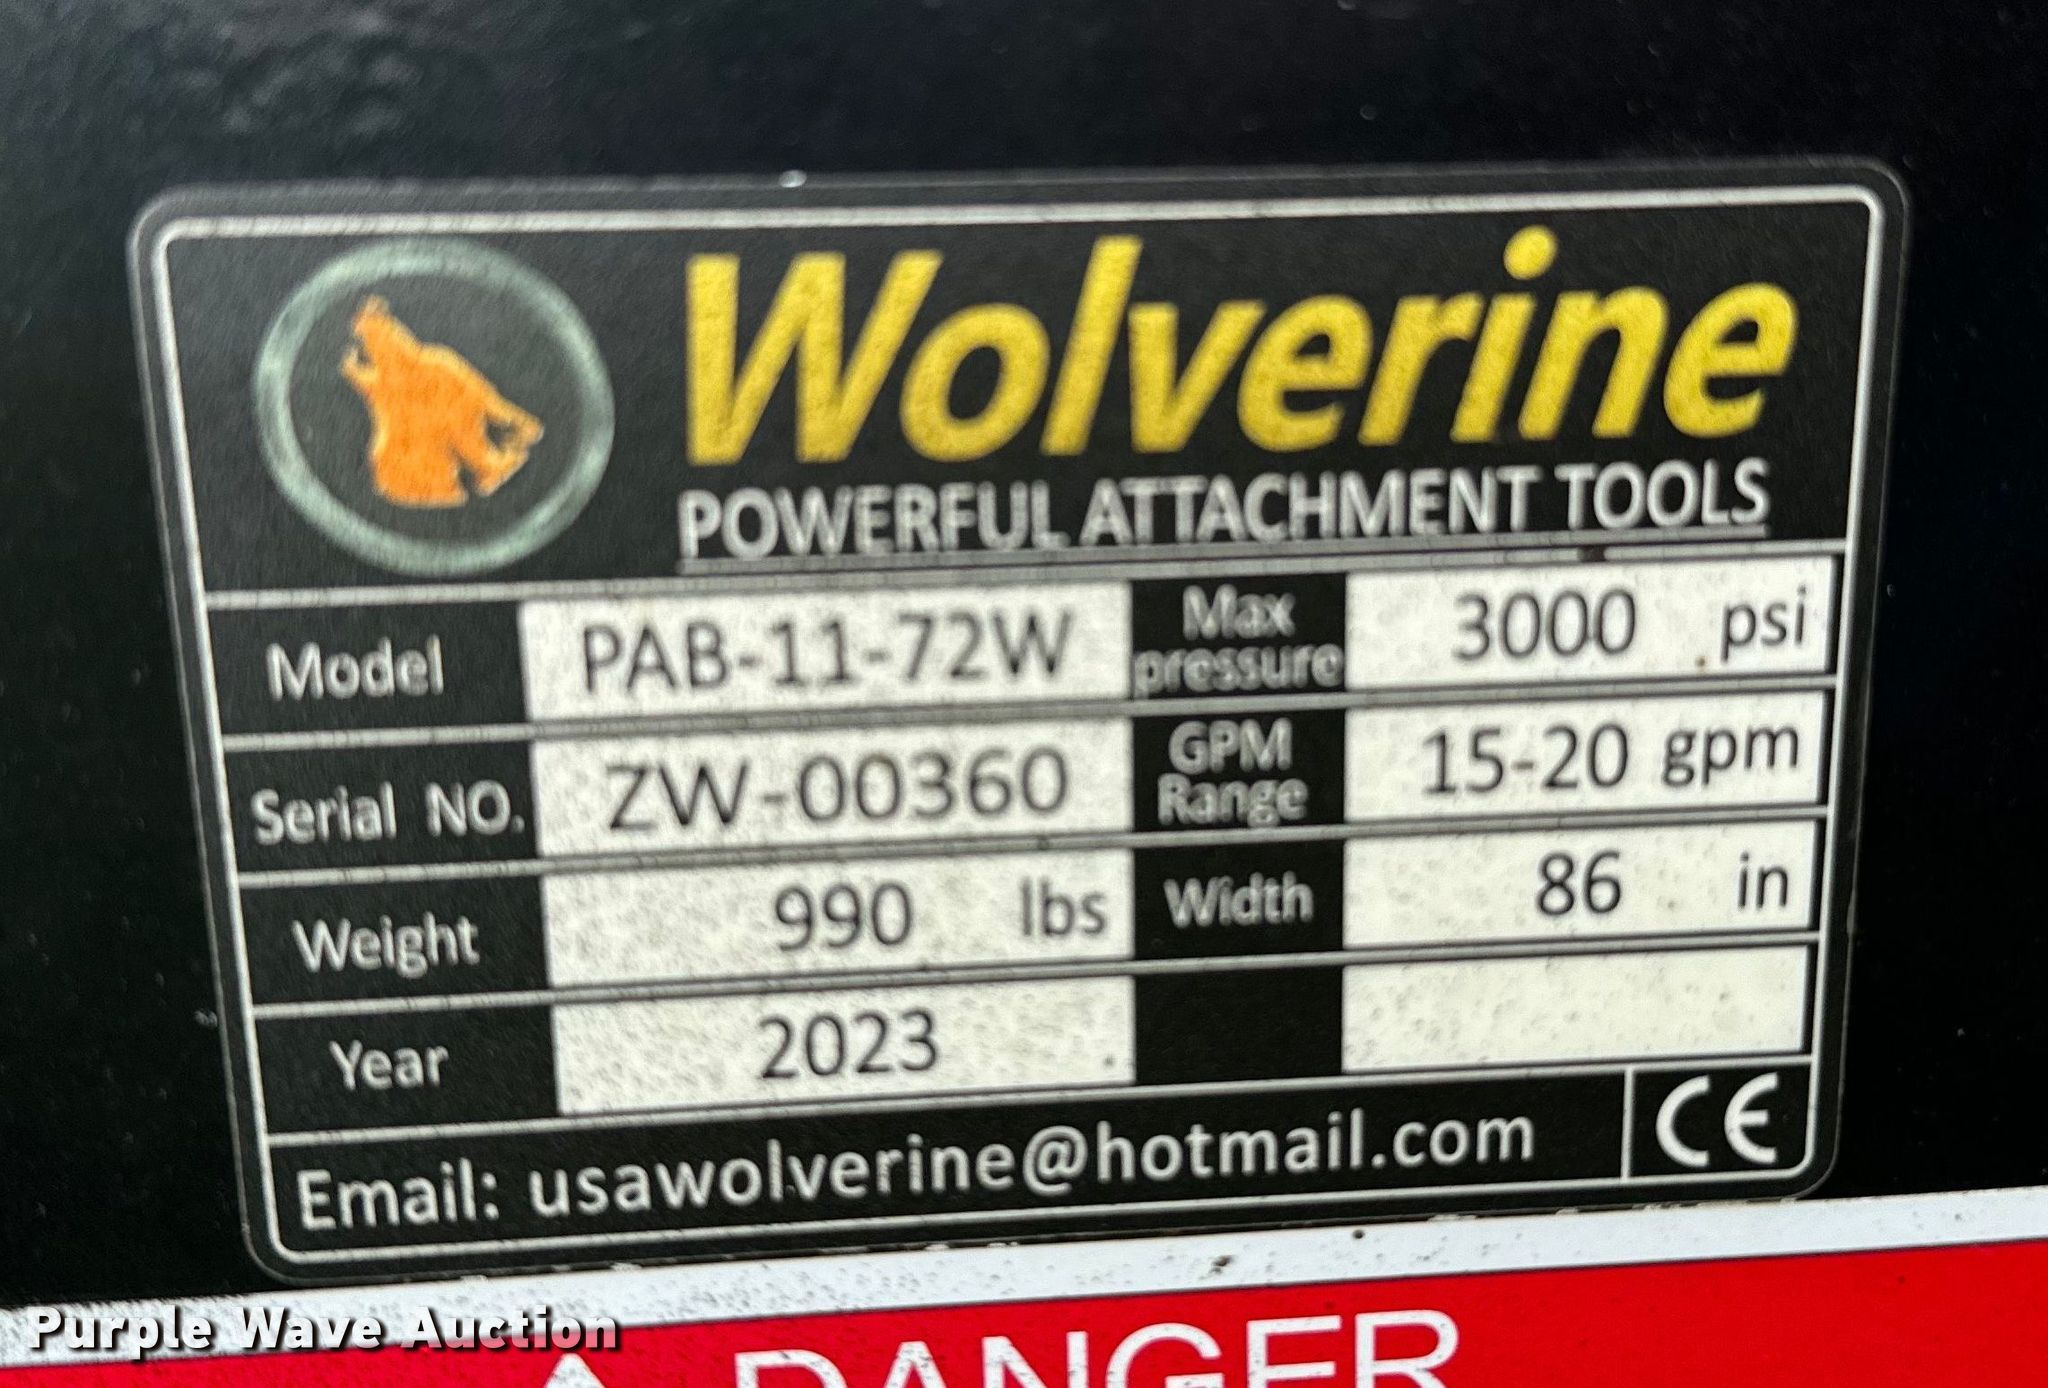 Wolverine
POWERFUL ATTACHMENT TOOLS
Model PAB-11-72W Max pressure 3000 psi
Serial NO. ZW-00360 GPM Range 15-20 gpm
Weight 990 lbs Width 86 in
Year 2023
Email: usawolverine@hotmail.com CE
Purple Wave Auction
DANGER